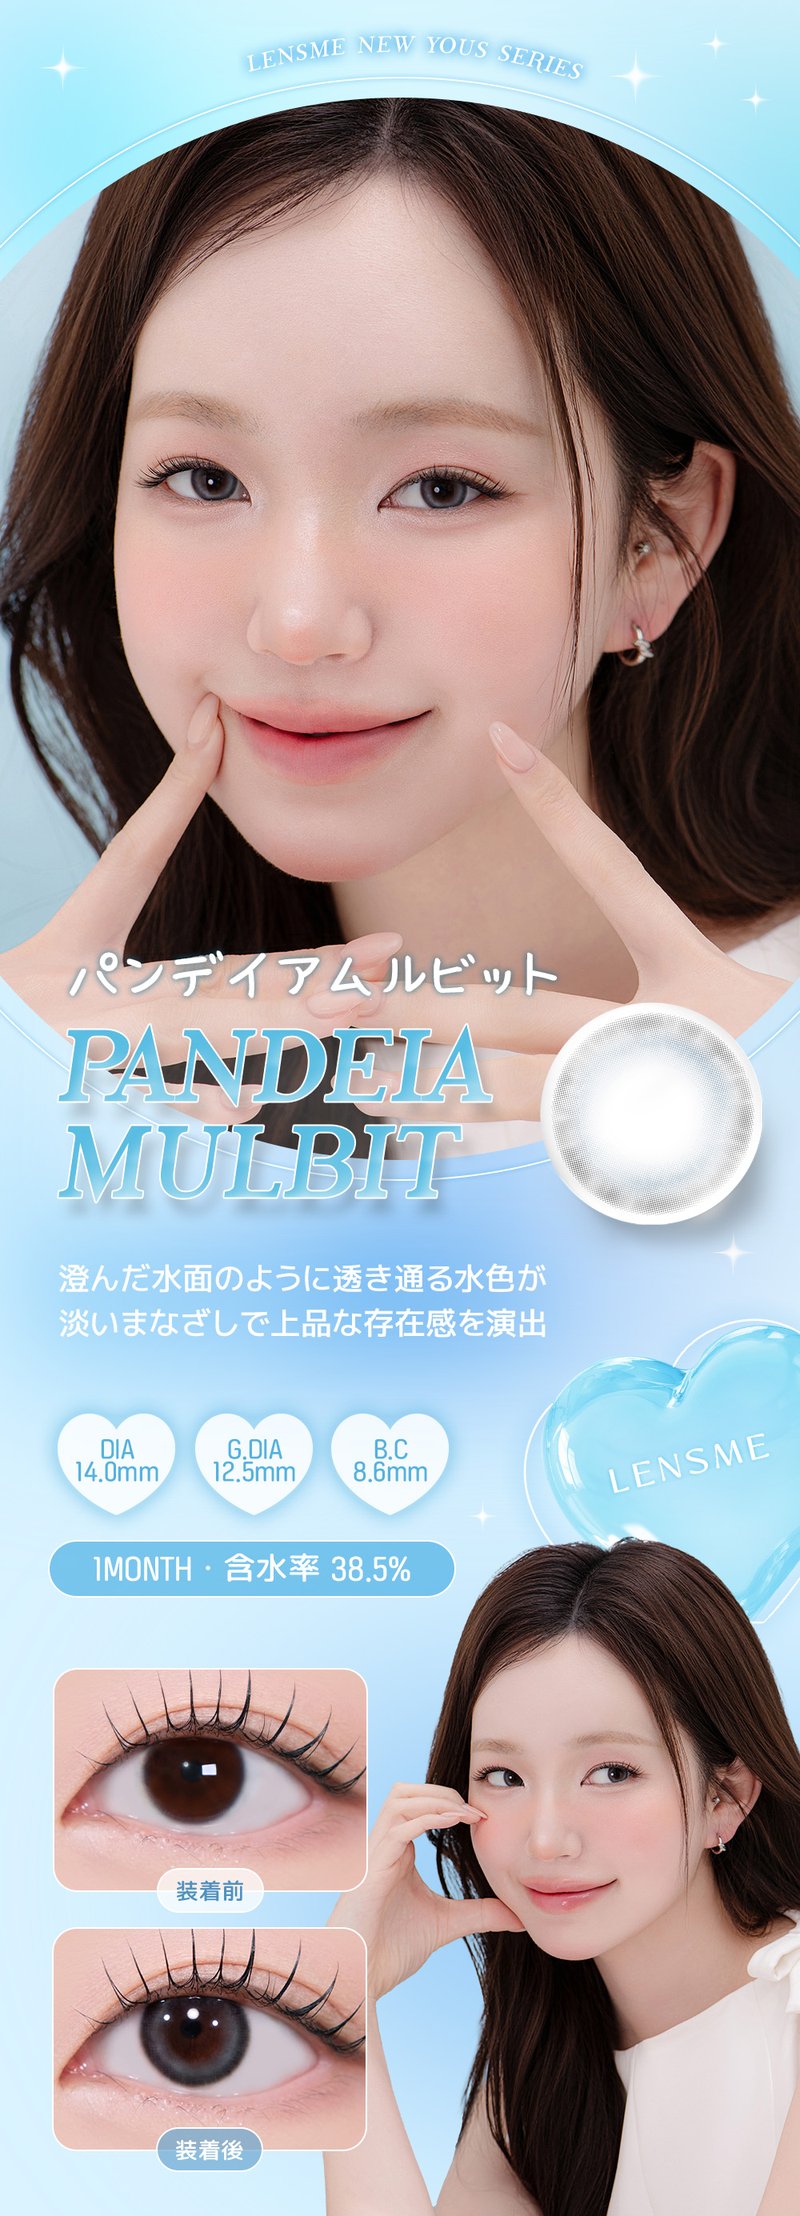 LENSME NEW YOUS SERIES
パンデイアムルビット
PANDEIA
MULBIT
澄んだ水面のように透き通る水色が
淡いまなざしで上品な存在感を演出
DIA
14.0mm
G.DIA
12.5mm
B.C
8.6mm
LENSME
1MONTH・含水率 38.5%
装着前
装着後